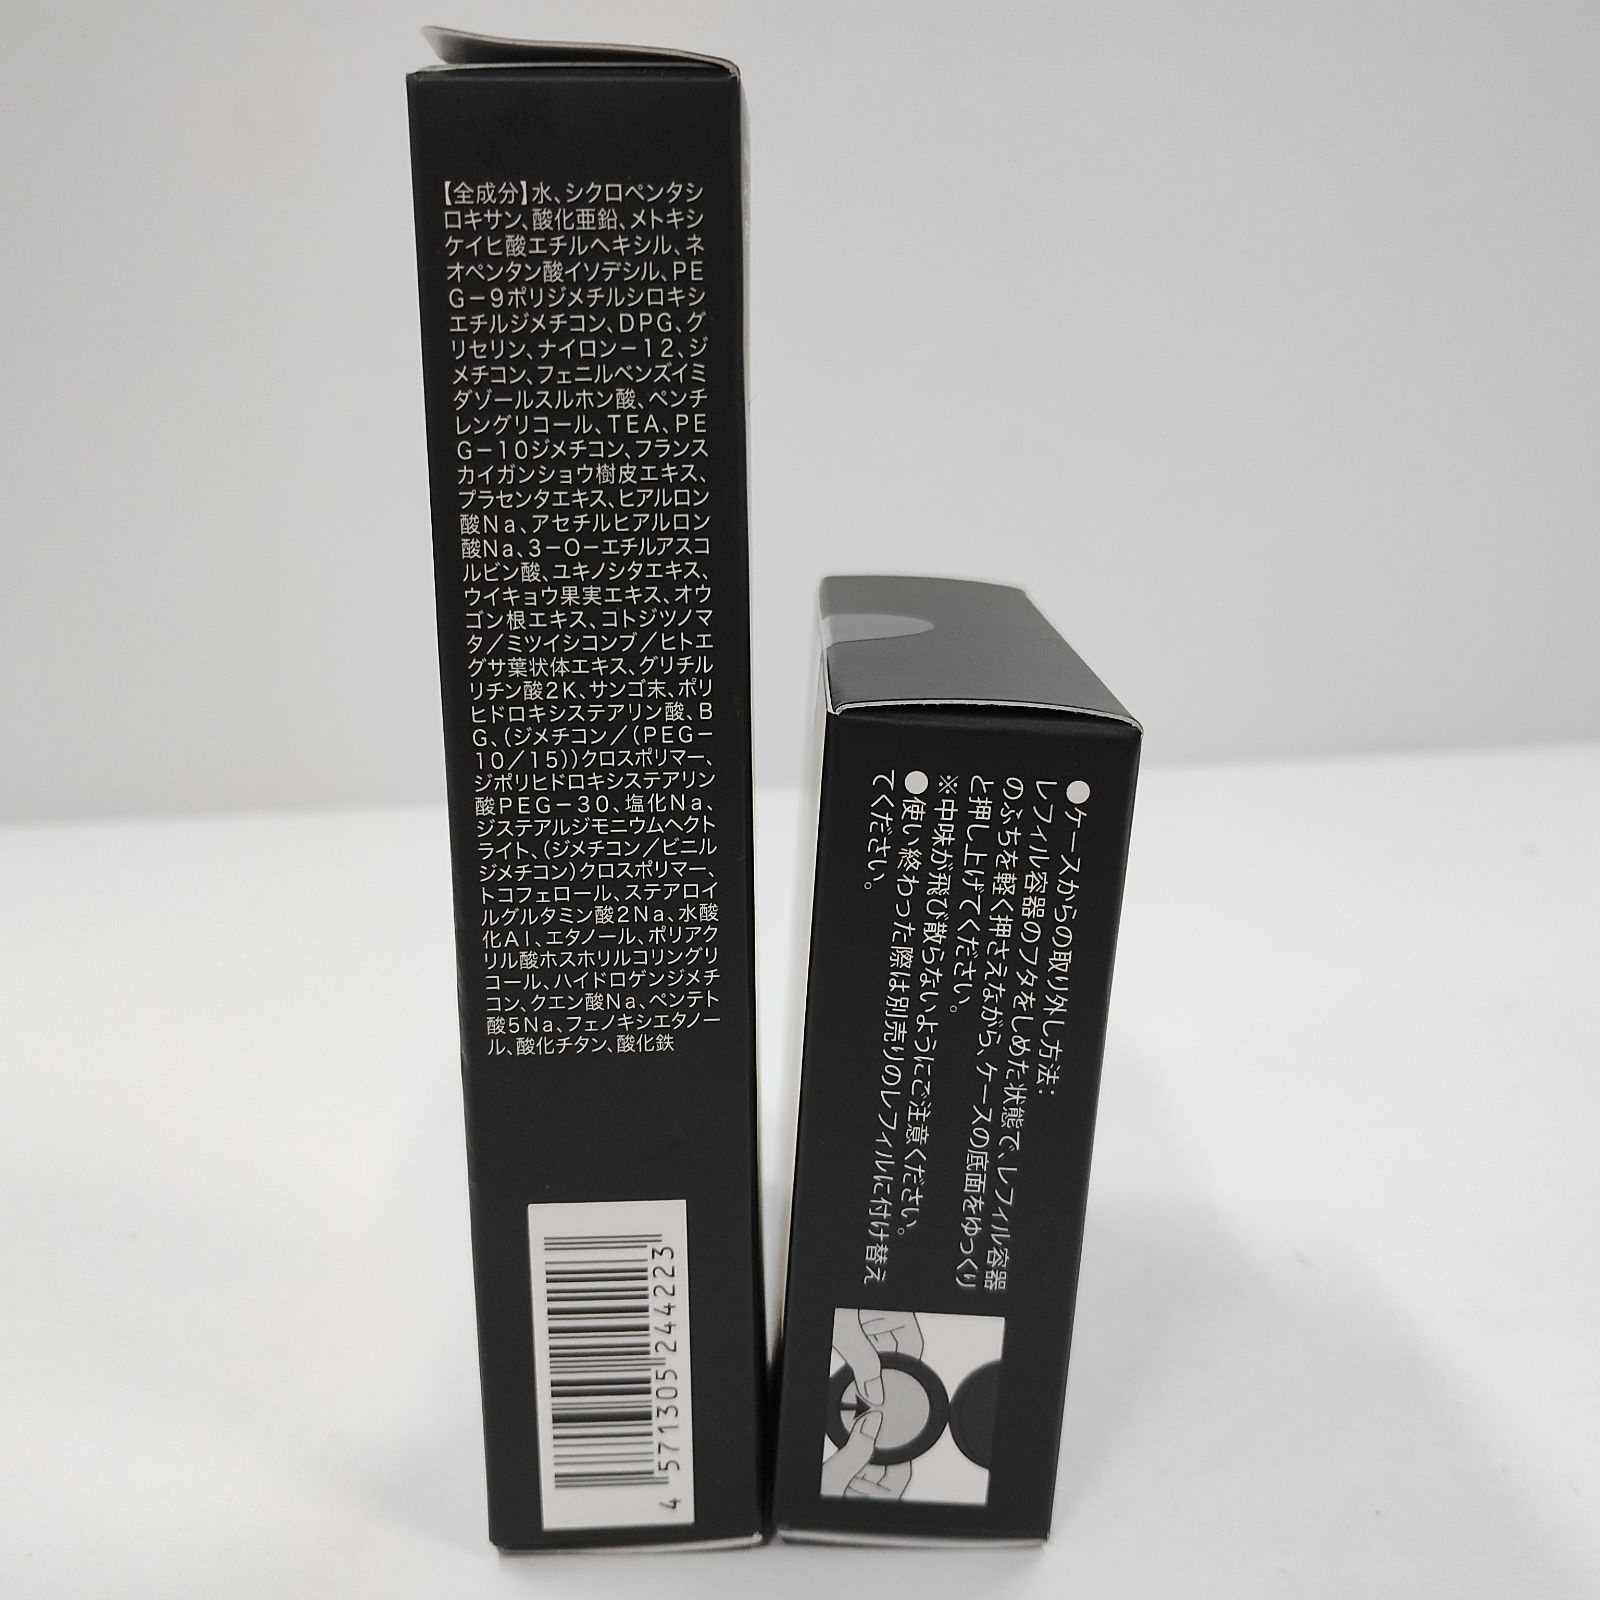 【全成分】水、シクロペンタシ
ロキサン、酸化亜鉛、メトキシ
ケイヒ酸エチルヘキシル、ネ
オペンタン酸イソデシル、PE
G－9ポリジメチルシロキシ
エチルジメチコン、DPG、グ
リセリン、ナイロン－12、ジ
メチコン、フェニルベンズイミ
ダゾールスルホン酸、ペンチ
レングリコール、TEA、PE
G－10ジメチコン、フランス
カイガンショウ樹皮エキス、
プラセンタエキス、ヒアルロン
酸Na、アセチルヒアルロン
酸Na、3－O－エチルアスコ
ルビン酸、ユキノシタエキス、
ウイキョウ果実エキス、オウ
ゴン根エキス、コトジツノマ
タ／ミツイシコンブ／ヒトエ
グサ葉状体エキス、グリチル
リチン酸2K、サンゴ末、ポリ
ヒドロキシステアリン酸、B
G、（ジメチコン／（PEG－
10／15））クロスポリマー、
ジポリヒドロキシステアリン
酸PEG－30、塩化Na、
ジステアルジモニウムヘクト
ライト、（ジメチコン／ビニル
ジメチコン）クロスポリマー、
トコフェロール、ステアロイ
ルグルタミン酸2Na、水酸
化Al、エタノール、ポリアク
リル酸ホスホリルコリングリ
コール、ハイドロゲンジメチ
コン、クエン酸Na、ペンテト
酸5Na、フェノキシエタノー
ル、酸化チタン、酸化鉄
4 571305 244223
●ケースからの取り外し方法：
レフィル容器のフタをしめた状態で、レフィル容器
のふちを軽く押さえながら、ケースの底面をゆっくり
と押し上げてください。
※中味が飛び散らないようにご注意ください。
●使い終わった際は別売りのレフィルに付け替え
てください。